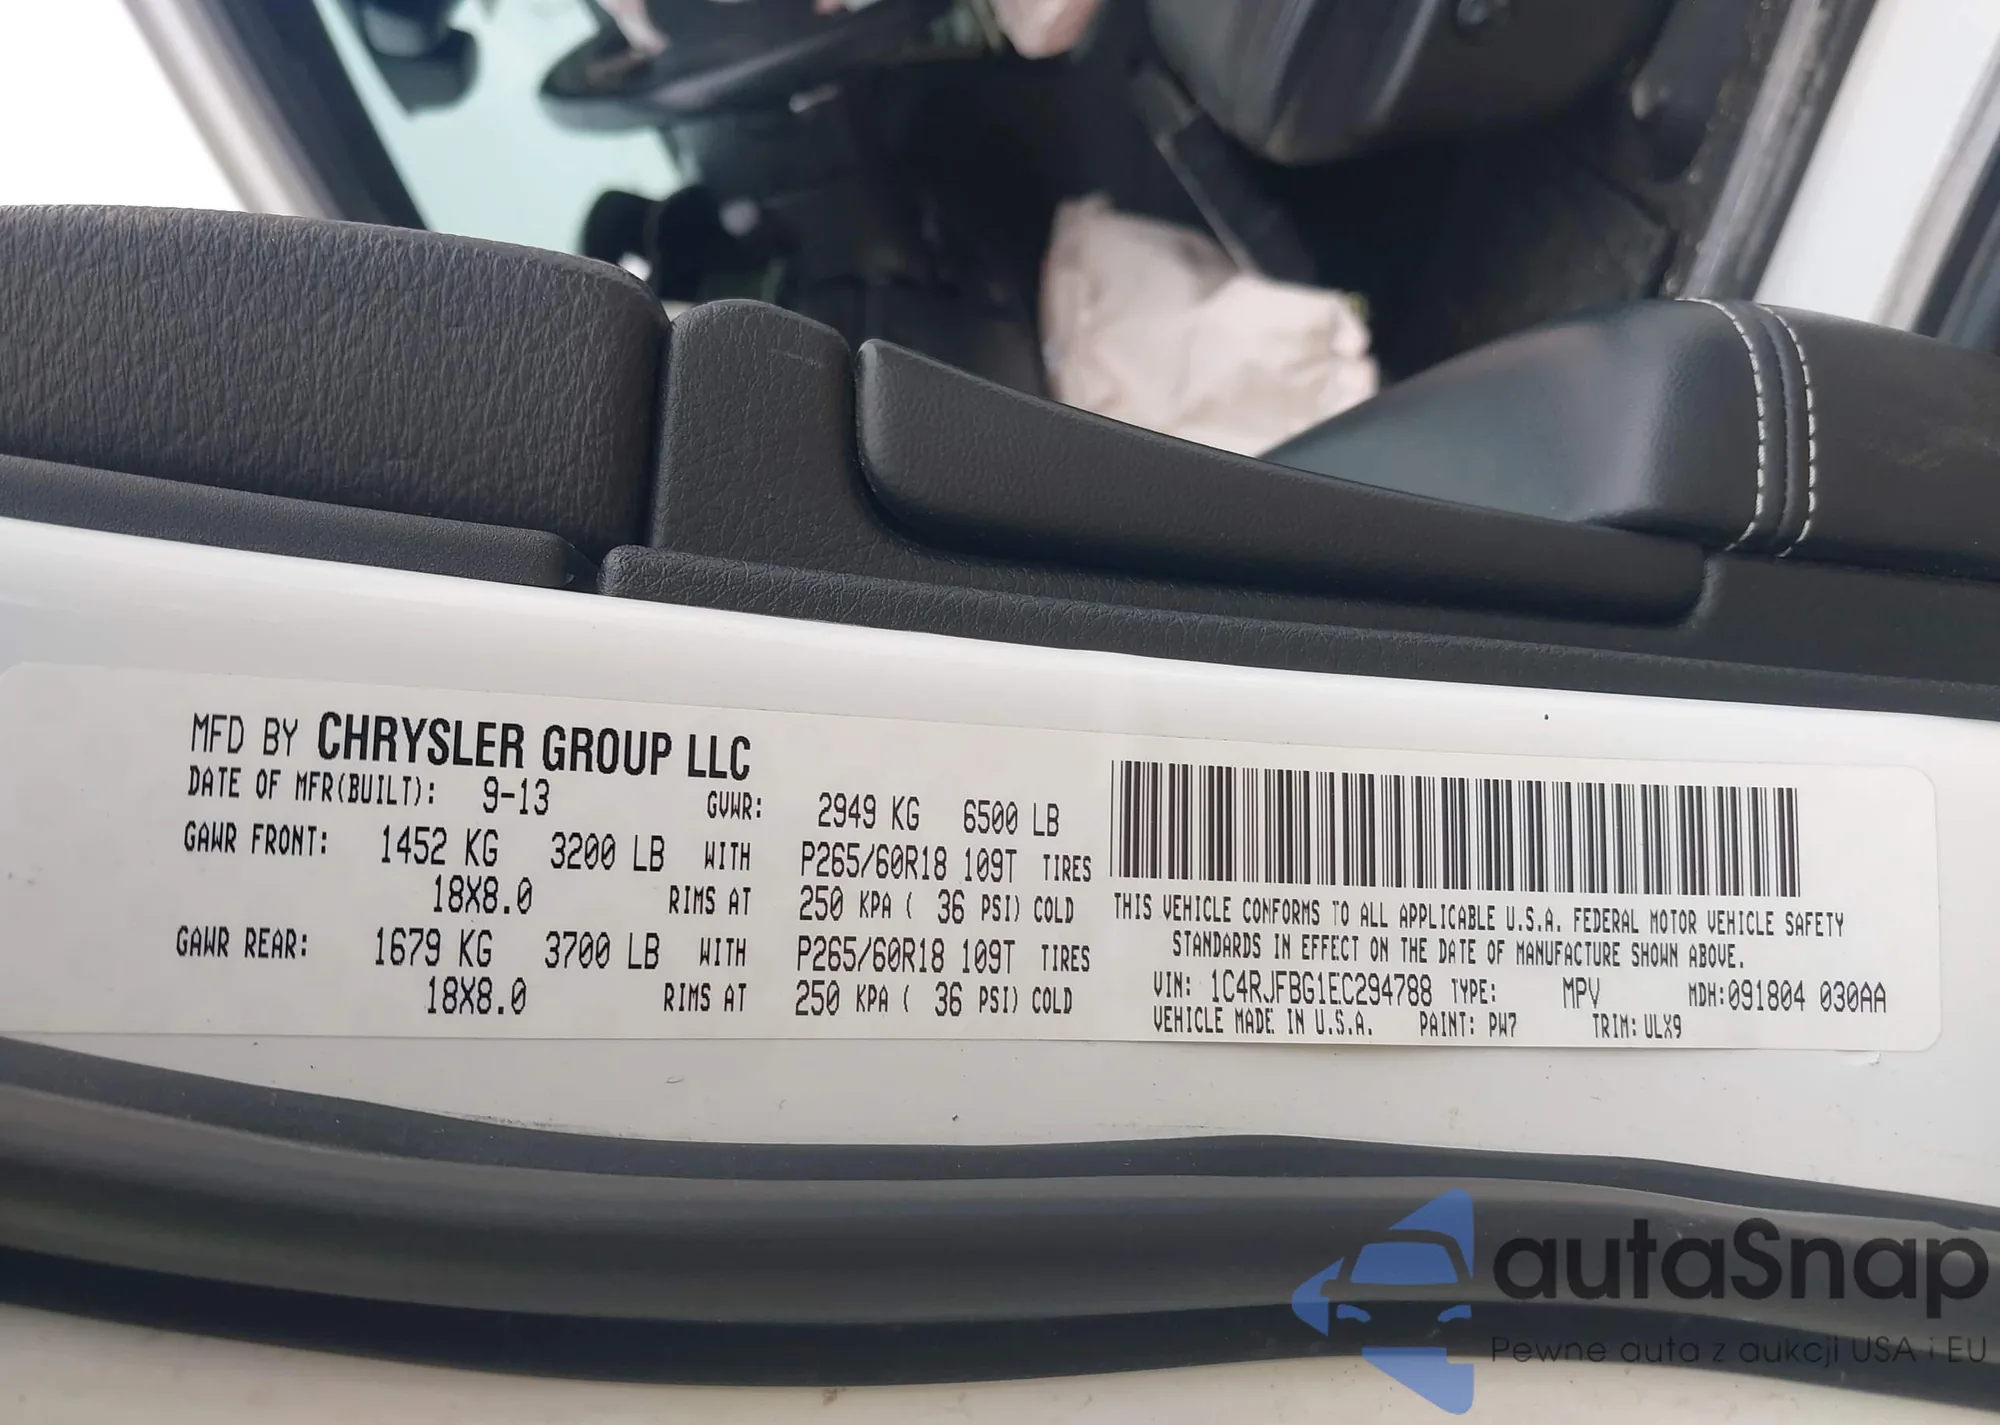 MFD BY CHRYSLER GROUP LLC
DATE OF MFR(BUILT): 9-13 GVWR: 2949 KG 6500 LB
GAWR FRONT: 1452 KG 3200 LB WITH P265/60R18 109T TIRES
18X8.0 RIMS AT 250 KPA ( 36 PSI) COLD
GAWR REAR: 1679 KG 3700 LB WITH P265/60R18 109T TIRES
18X8.0 RIMS AT 250 KPA ( 36 PSI) COLD
THIS VEHICLE CONFORMS TO ALL APPLICABLE U.S.A. FEDERAL MOTOR VEHICLE SAFETY
STANDARDS IN EFFECT ON THE DATE OF MANUFACTURE SHOWN ABOVE.
VIN: 1C4RJFBG1EC294788 TYPE: MPV MDH:091804 030AA
VEHICLE MADE IN U.S.A. PAINT: PW7 TRIM: ULX9
autaSnap
Pewne auta z aukcji USA i EU